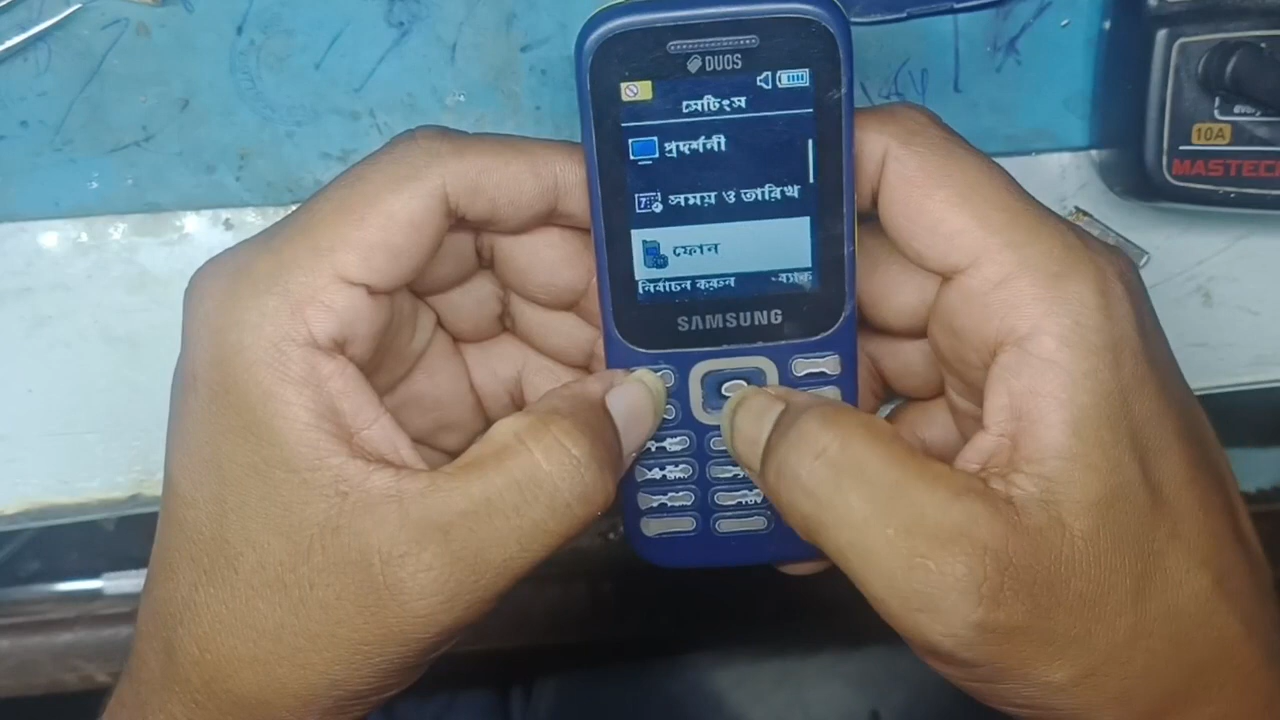 DUOS
সেটিংস
প্রদর্শনী
সময় ও তারিখ
ফোন
নির্বাচন করুন ব্যাক
SAMSUNG
10A
MASTECH